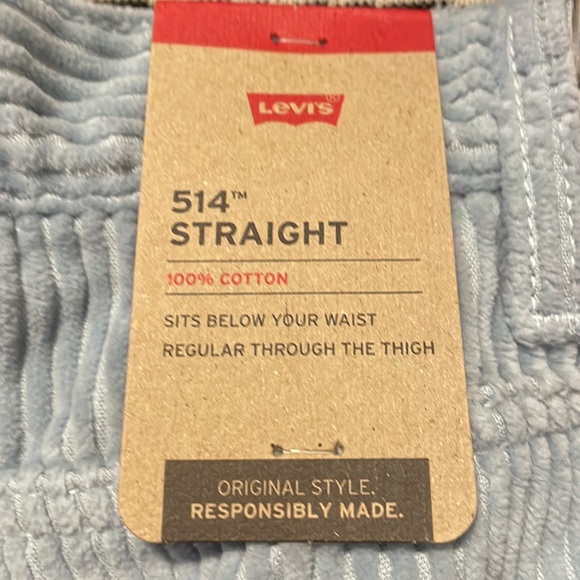 Levi's
514™
STRAIGHT
100% COTTON
SITS BELOW YOUR WAIST
REGULAR THROUGH THE THIGH
ORIGINAL STYLE.
RESPONSIBLY MADE.